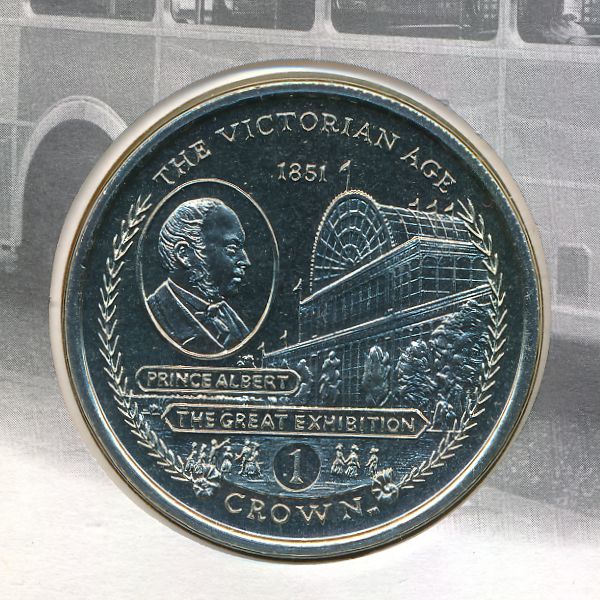 THE VICTORIAN AGE
1851
PRINCE ALBERT
THE GREAT EXHIBITION
1
CROWN